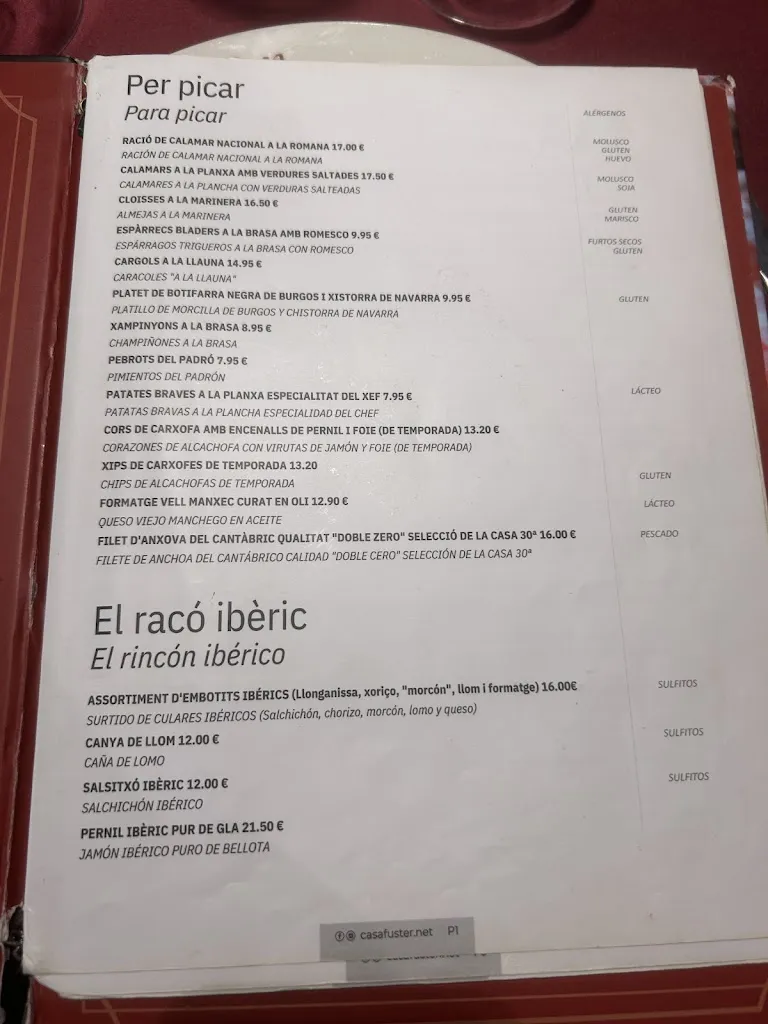 Per picar
Para picar
ALÉRGENOS
RACIÓ DE CALAMAR NACIONAL A LA ROMANA 17.00 €
RACIÓN DE CALAMAR NACIONAL A LA ROMANA
MOLUSCO
GLUTEN
HUEVO
CALAMARS A LA PLANXA AMB VERDURES SALTADES 17.50 €
CALAMARES A LA PLANCHA CON VERDURAS SALTEADAS
MOLUSCO
SOJA
CLOISSES A LA MARINERA 16.50 €
ALMEJAS A LA MARINERA
GLUTEN
MARISCO
ESPÀRRECS BLADERS A LA BRASA AMB ROMESCO 9.95 €
ESPÁRRAGOS TRIGUEROS A LA BRASA CON ROMESCO
FURTOS SECOS
GLUTEN
CARGOLS A LA LLAUNA 14.95 €
CARACOLES "A LA LLAUNA"
PLATET DE BOTIFARRA NEGRA DE BURGOS I XISTORRA DE NAVARRA 9.95 €
PLATILLO DE MORCILLA DE BURGOS Y CHISTORRA DE NAVARRA
GLUTEN
XAMPINYONS A LA BRASA 8.95 €
CHAMPIÑONES A LA BRASA
PEBROTS DEL PADRÓ 7.95 €
PIMIENTOS DEL PADRÓN
PATATES BRAVES A LA PLANXA ESPECIALITAT DEL XEF 7.95 €
PATATAS BRAVAS A LA PLANCHA ESPECIALIDAD DEL CHEF
LÁCTEO
CORS DE CARXOFA AMB ENCENALLS DE PERNIL I FOIE (DE TEMPORADA) 13.20 €
CORAZONES DE ALCACHOFA CON VIRUTAS DE JAMÓN Y FOIE (DE TEMPORADA)
XIPS DE CARXOFES DE TEMPORADA 13.20
CHIPS DE ALCACHOFAS DE TEMPORADA
GLUTEN
FORMATGE VELL MANXEC CURAT EN OLI 12.90 €
QUESO VIEJO MANCHEGO EN ACEITE
LÁCTEO
FILET D'ANXOVA DEL CANTÀBRIC QUALITAT "DOBLE ZERO" SELECCIÓ DE LA CASA 30ª 16.00 €
FILETE DE ANCHOA DEL CANTÁBRICO CALIDAD "DOBLE CERO" SELECCIÓN DE LA CASA 30ª
PESCADO
El racó ibèric
El rincón ibérico
ASSORTIMENT D'EMBOTITS IBÈRICS (Llonganissa, xoriço, "morcón", llom i formatge) 16.00€
SURTIDO DE CULARES IBÉRICOS (Salchichón, chorizo, morcón, lomo y queso)
SULFITOS
CANYA DE LLOM 12.00 €
CAÑA DE LOMO
SULFITOS
SALSITXÓ IBÈRIC 12.00 €
SALCHICHÓN IBÉRICO
SULFITOS
PERNIL IBÈRIC PUR DE GLA 21.50 €
JAMÓN IBÉRICO PURO DE BELLOTA
casafuster.net P1